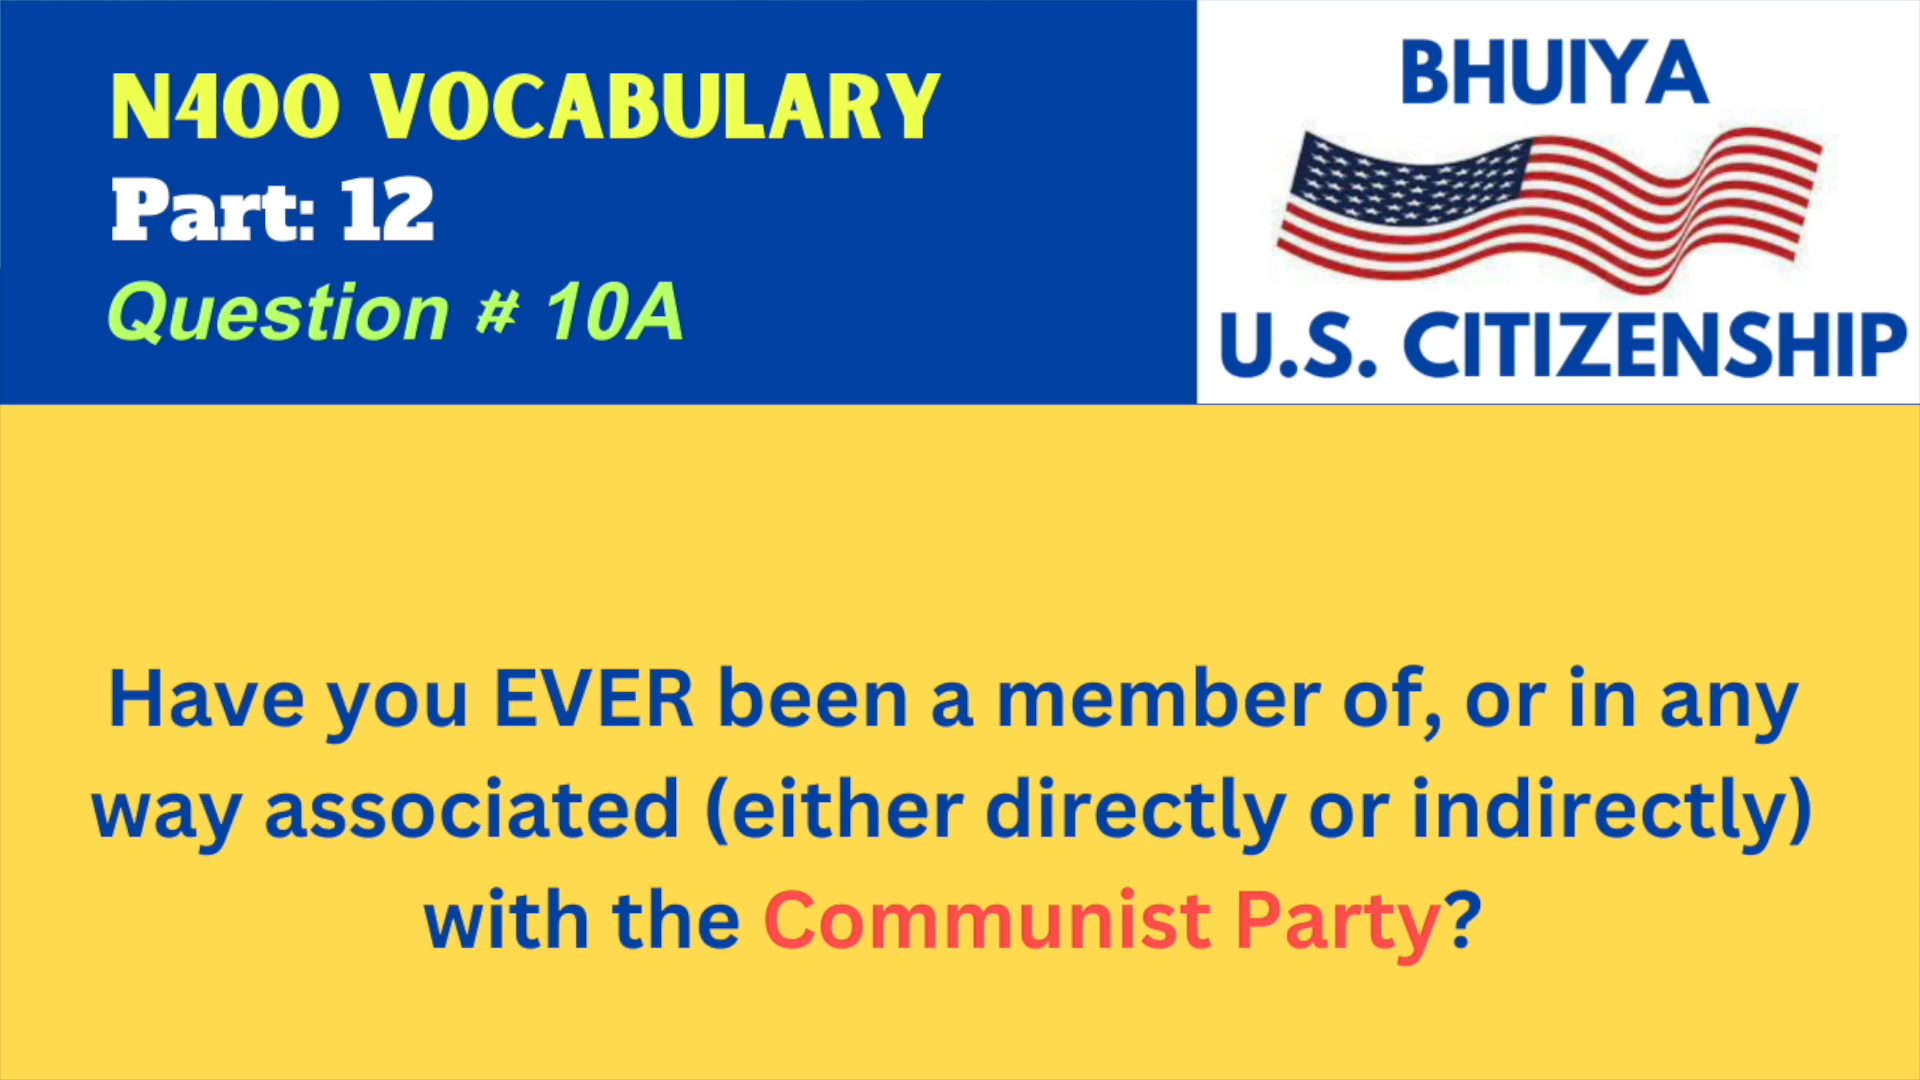 N400 VOCABULARY
Part: 12
Question # 10A
BHUIYA
U.S. CITIZENSHIP
Have you EVER been a member of, or in any
way associated (either directly or indirectly)
with the Communist Party?